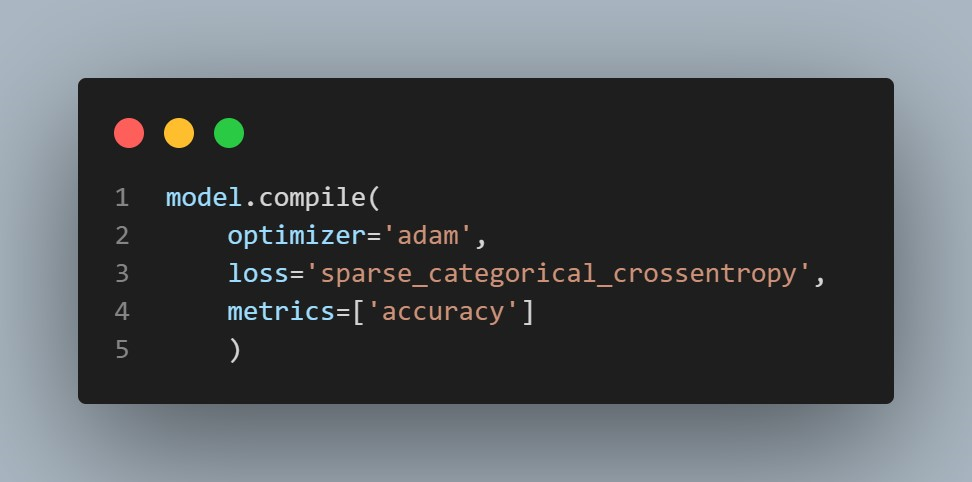 1 model.compile(
2     optimizer='adam',
3     loss='sparse_categorical_crossentropy',
4     metrics=['accuracy']
5     )